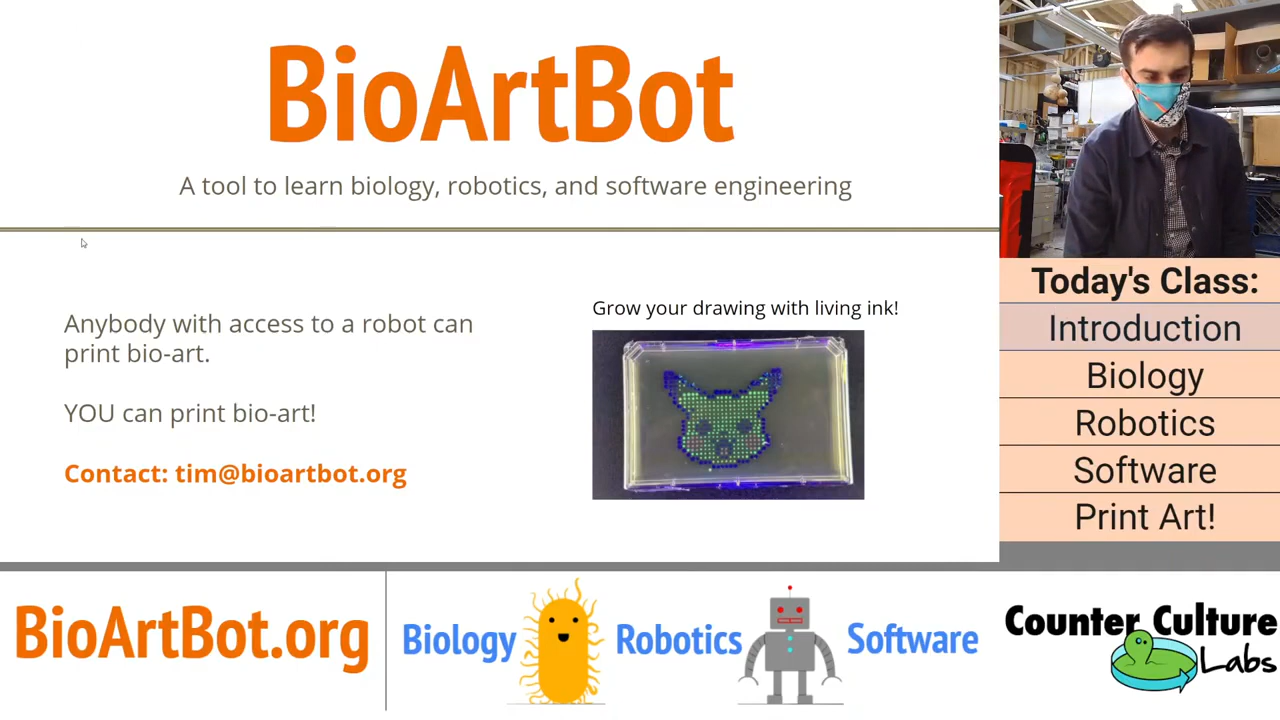 BioArtBot
A tool to learn biology, robotics, and software engineering
Anybody with access to a robot can
print bio-art.
YOU can print bio-art!
Contact: tim@bioartbot.org
Grow your drawing with living ink!
Today's Class:
Introduction
Biology
Robotics
Software
Print Art!
BioArtBot.org
Biology
Robotics
Software
Counter Culture
Labs